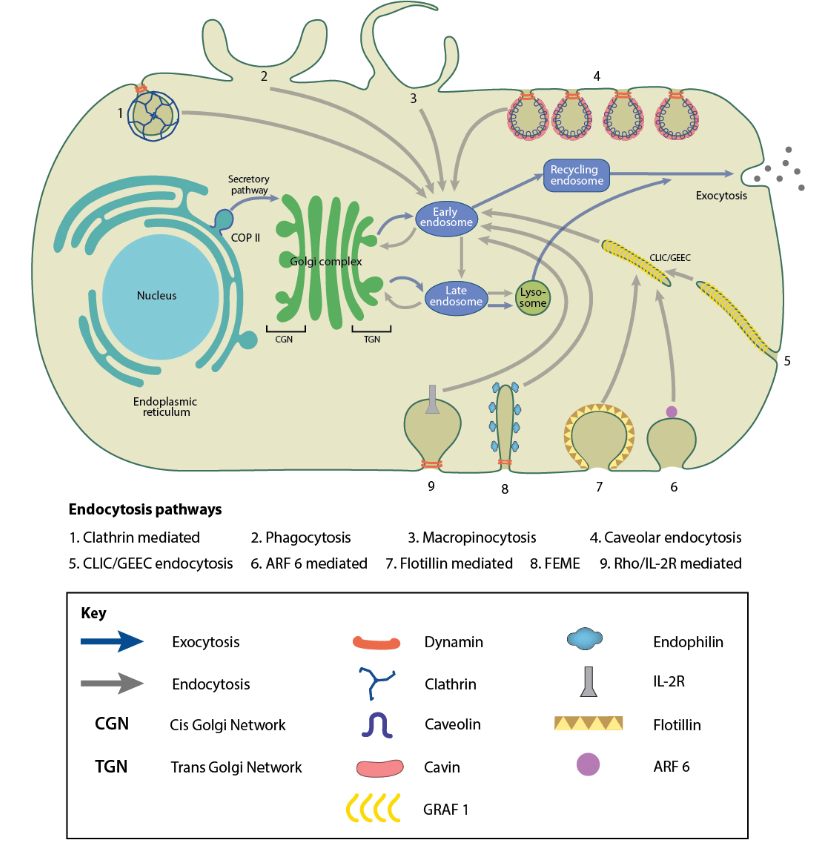 1
2
3
4
Secretory
pathway
COP II
Golgi complex
Early
endosome
Recycling
endosome
Exocytosis
CLIC/GEEC
Nucleus
Late
endosome
Lyso-
some
CGN
TGN
Endoplasmic
reticulum
5
9
8
7
6
Endocytosis pathways
1. Clathrin mediated 2. Phagocytosis 3. Macropinocytosis 4. Caveolar endocytosis
5. CLIC/GEEC endocytosis 6. ARF 6 mediated 7. Flotillin mediated 8. FEME 9. Rho/IL-2R mediated
Key
Exocytosis Dynamin Endophilin
Endocytosis Clathrin IL-2R
CGN Cis Golgi Network Caveolin Flotillin
TGN Trans Golgi Network Cavin ARF 6
GRAF 1